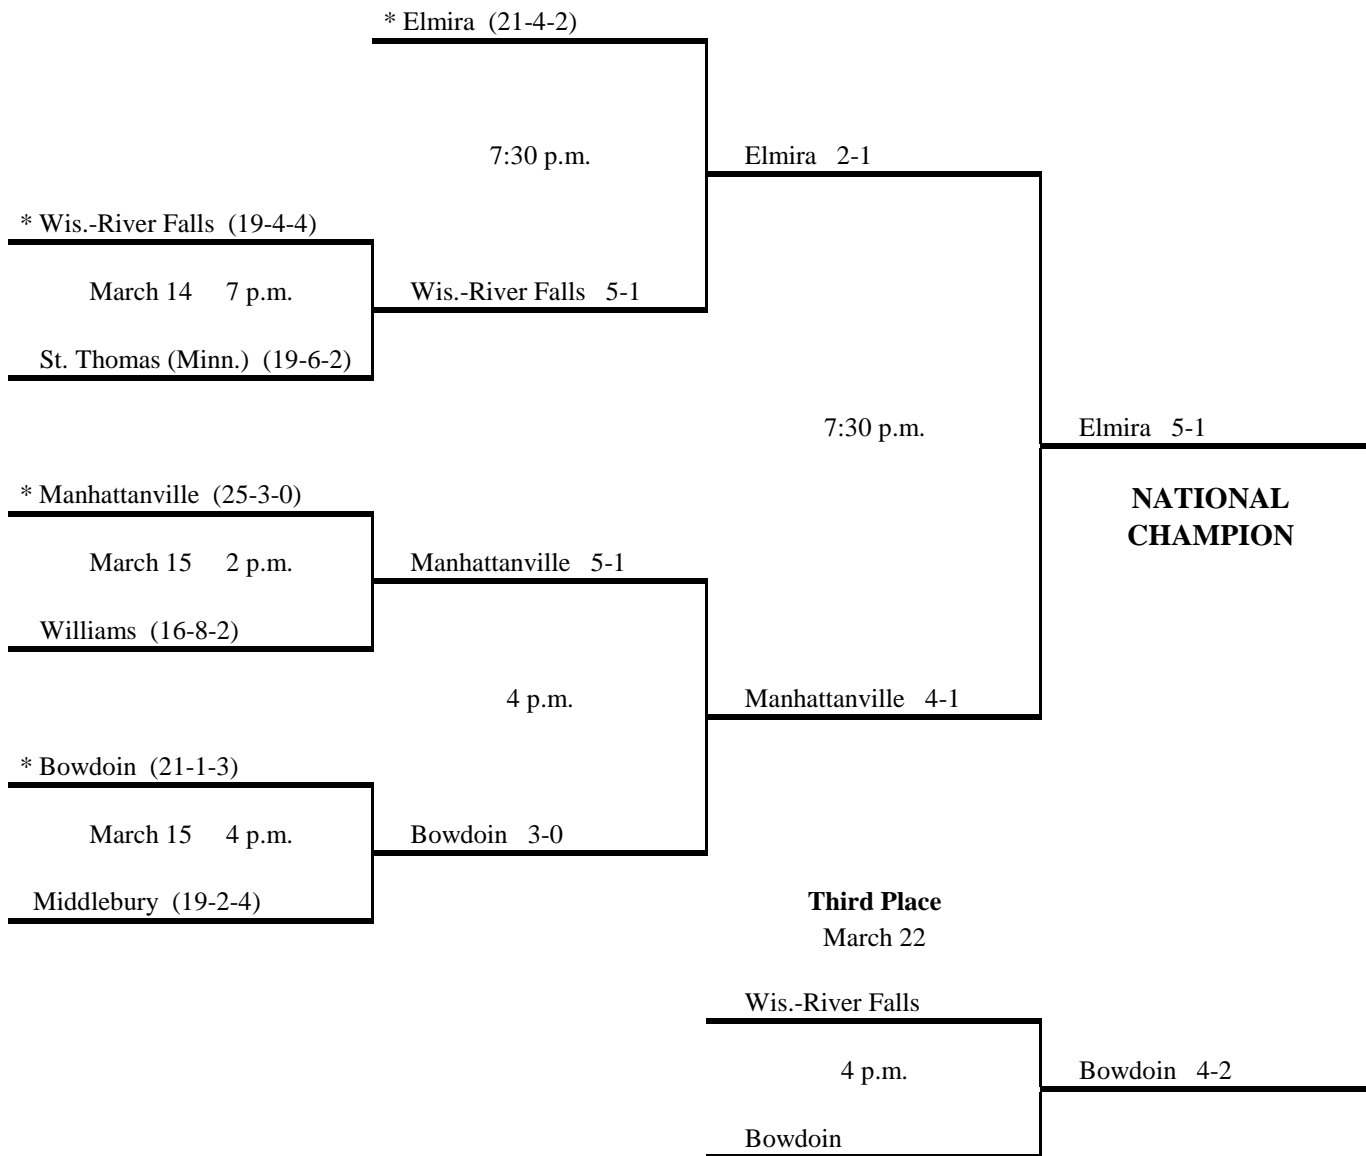 * Elmira (21-4-2)
7:30 p.m.
Elmira 2-1
* Wis.-River Falls (19-4-4)
March 14 7 p.m.
Wis.-River Falls 5-1
St. Thomas (Minn.) (19-6-2)
7:30 p.m.
Elmira 5-1
* Manhattanville (25-3-0)
NATIONAL
CHAMPION
March 15 2 p.m.
Manhattanville 5-1
Williams (16-8-2)
4 p.m.
Manhattanville 4-1
* Bowdoin (21-1-3)
March 15 4 p.m.
Bowdoin 3-0
Middlebury (19-2-4)
Third Place
March 22
Wis.-River Falls
4 p.m.
Bowdoin 4-2
Bowdoin